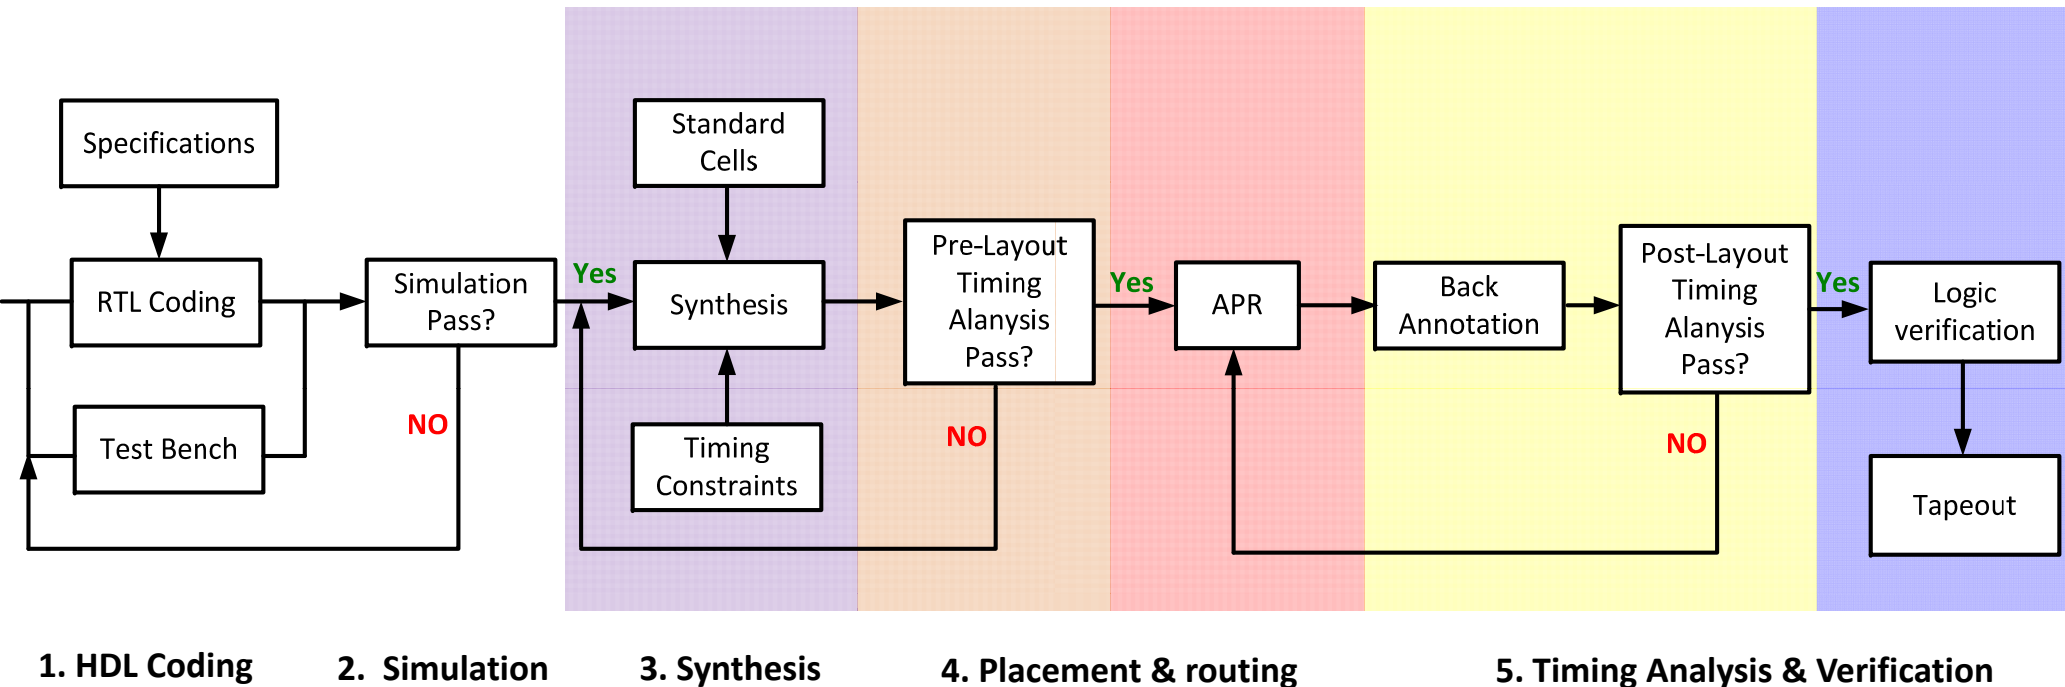 Specifications
RTL Coding
Test Bench
Simulation
Pass?
NO
Yes
Standard
Cells
Synthesis
Timing
Constraints
Pre-Layout
Timing
Alanysis
Pass?
NO
Yes
APR
Back
Annotation
Post-Layout
Timing
Alanysis
Pass?
NO
Yes
Logic
verification
Tapeout
1. HDL Coding
2. Simulation
3. Synthesis
4. Placement & routing
5. Timing Analysis & Verification